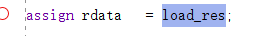 assign rdata   = load_res;